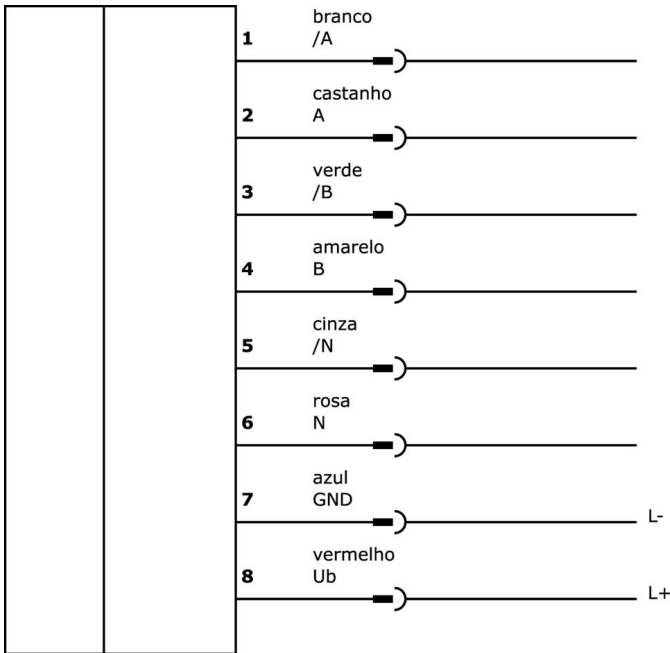 branco
1 /A
castanho
2 A
verde
3 /B
amarelo
4 B
cinza
5 /N
rosa
6 N
azul
7 GND
L-
vermelho
8 Ub
L+